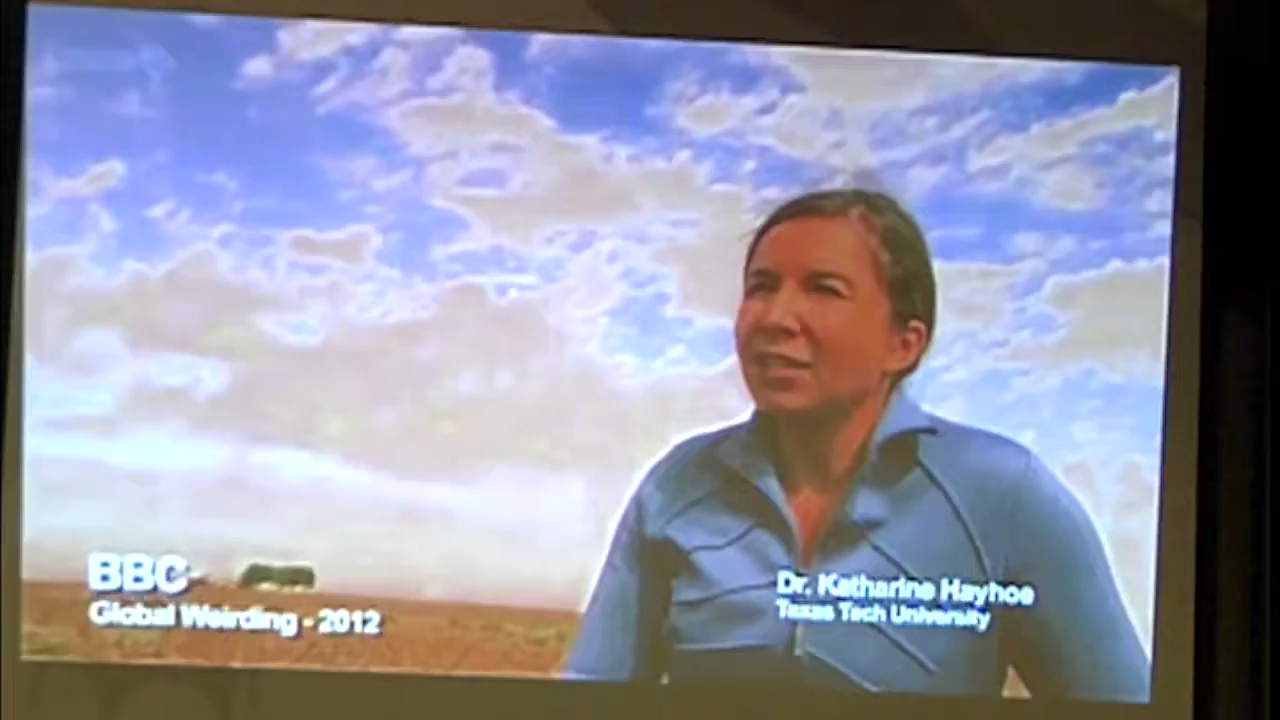 BBC
Global Weirding - 2012
Dr. Katharine Hayhoe
Texas Tech University